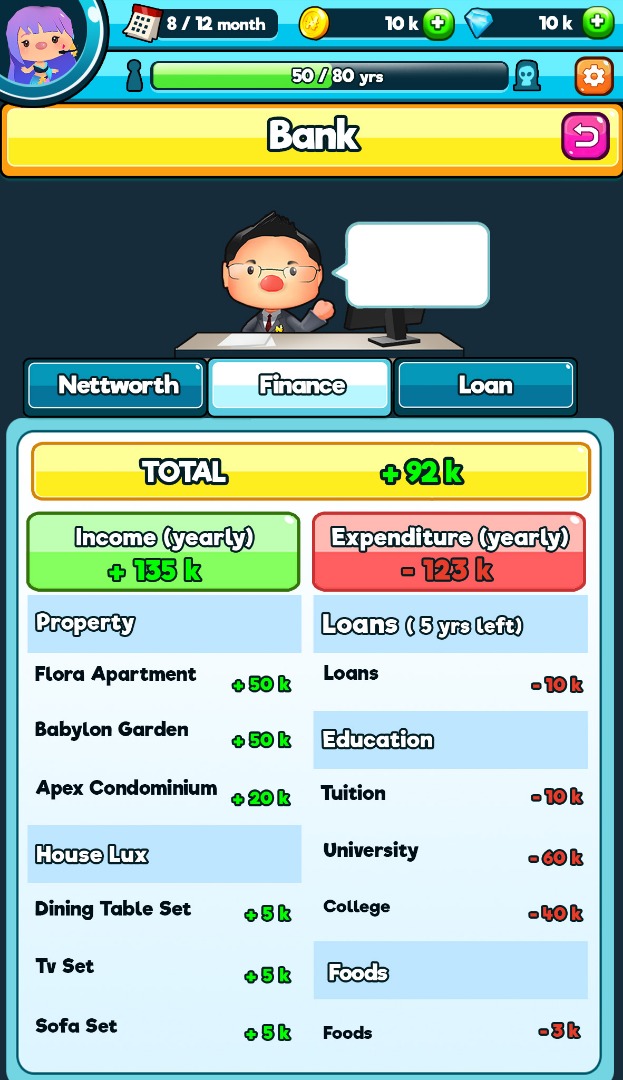 8 / 12 month
10 k
10 k
50 / 80 yrs
Bank
Nettworth
Finance
Loan
TOTAL + 92 k
Income (yearly)
+ 135 k
Expenditure (yearly)
- 123 k
Property
Flora Apartment + 50 k
Babylon Garden + 50 k
Apex Condominium + 20 k
House Lux
Dining Table Set + 5 k
Tv Set + 5 k
Sofa Set + 5 k
Loans ( 5 yrs left)
Loans - 10 k
Education
Tuition - 10 k
University - 60 k
College - 40 k
Foods
Foods - 3 k